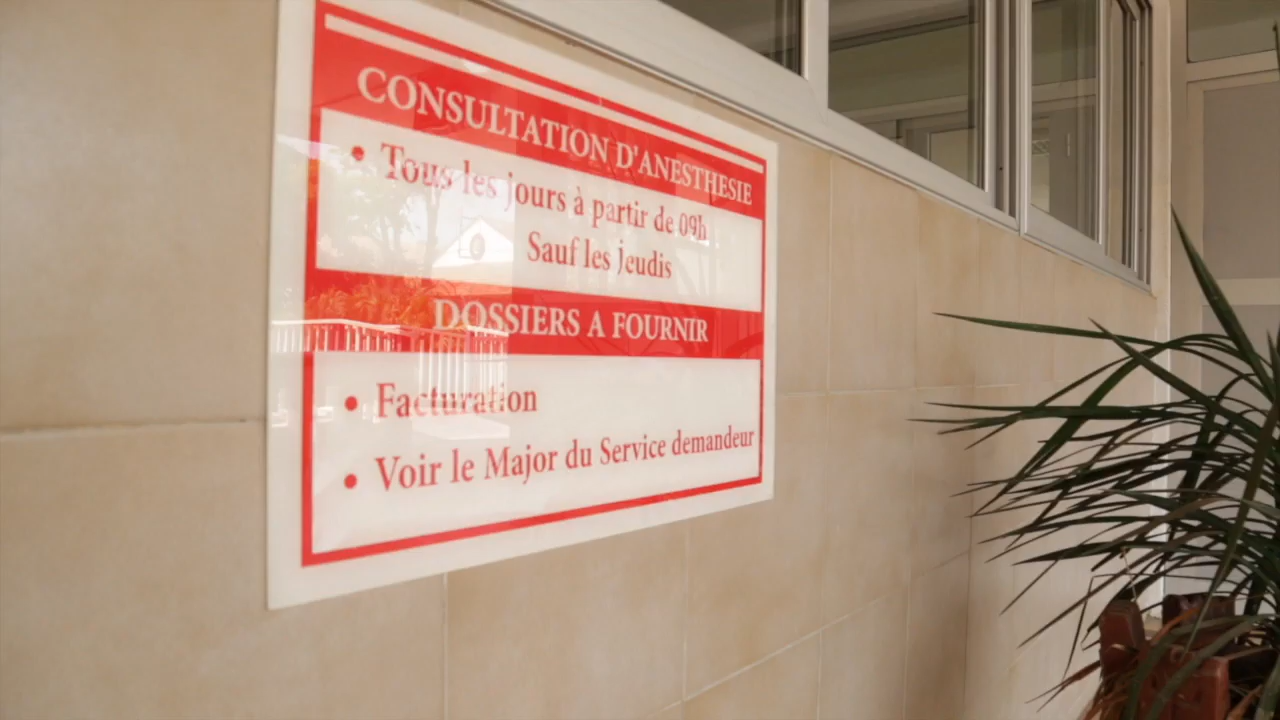 CONSULTATION D'ANESTHESIE
• Tous les jours à partir de 09h
Sauf les Jeudis
DOSSIERS A FOURNIR
• Facturation
• Voir le Major du Service demandeur